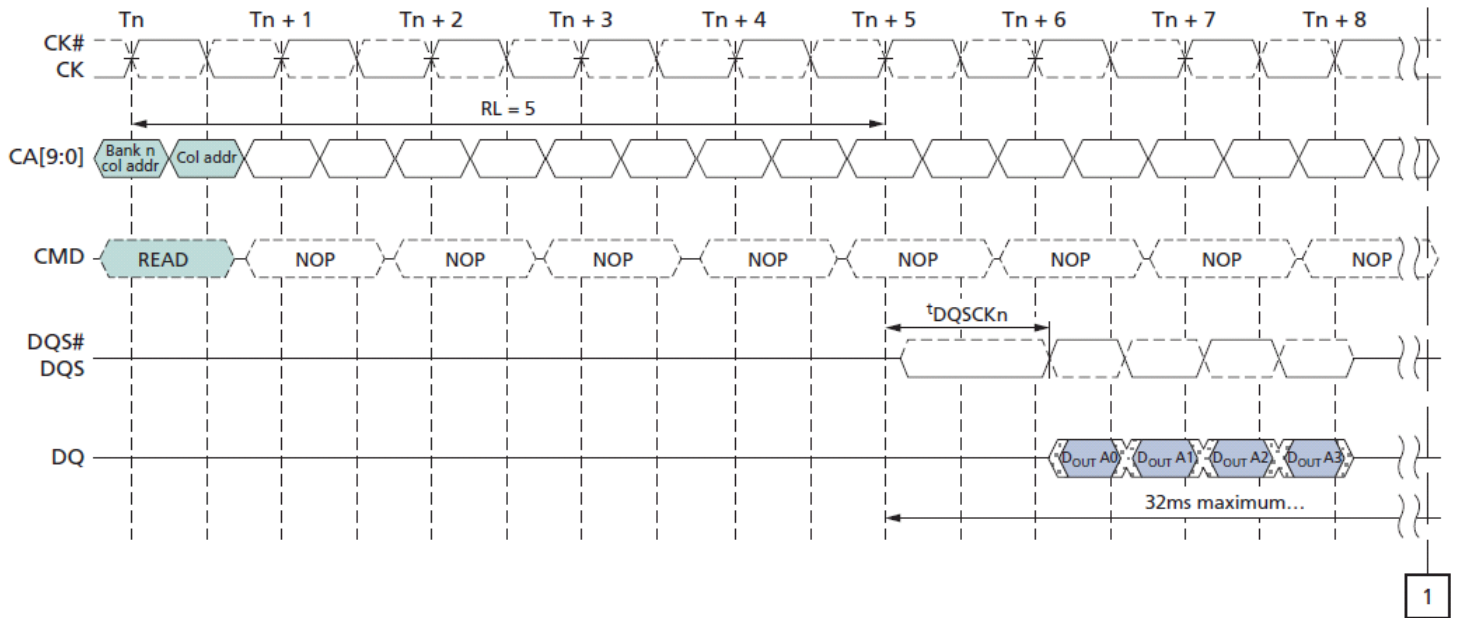 Tn Tn + 1 Tn + 2 Tn + 3 Tn + 4 Tn + 5 Tn + 6 Tn + 7 Tn + 8
CK#
CK
RL = 5
CA[9:0] Bank n col addr Col addr
CMD READ NOP NOP NOP NOP NOP NOP NOP NOP
tDQSCKn
DQS#
DQS
DQ DOUT A0 DOUT A1 DOUT A2 DOUT A3
32ms maximum…
1